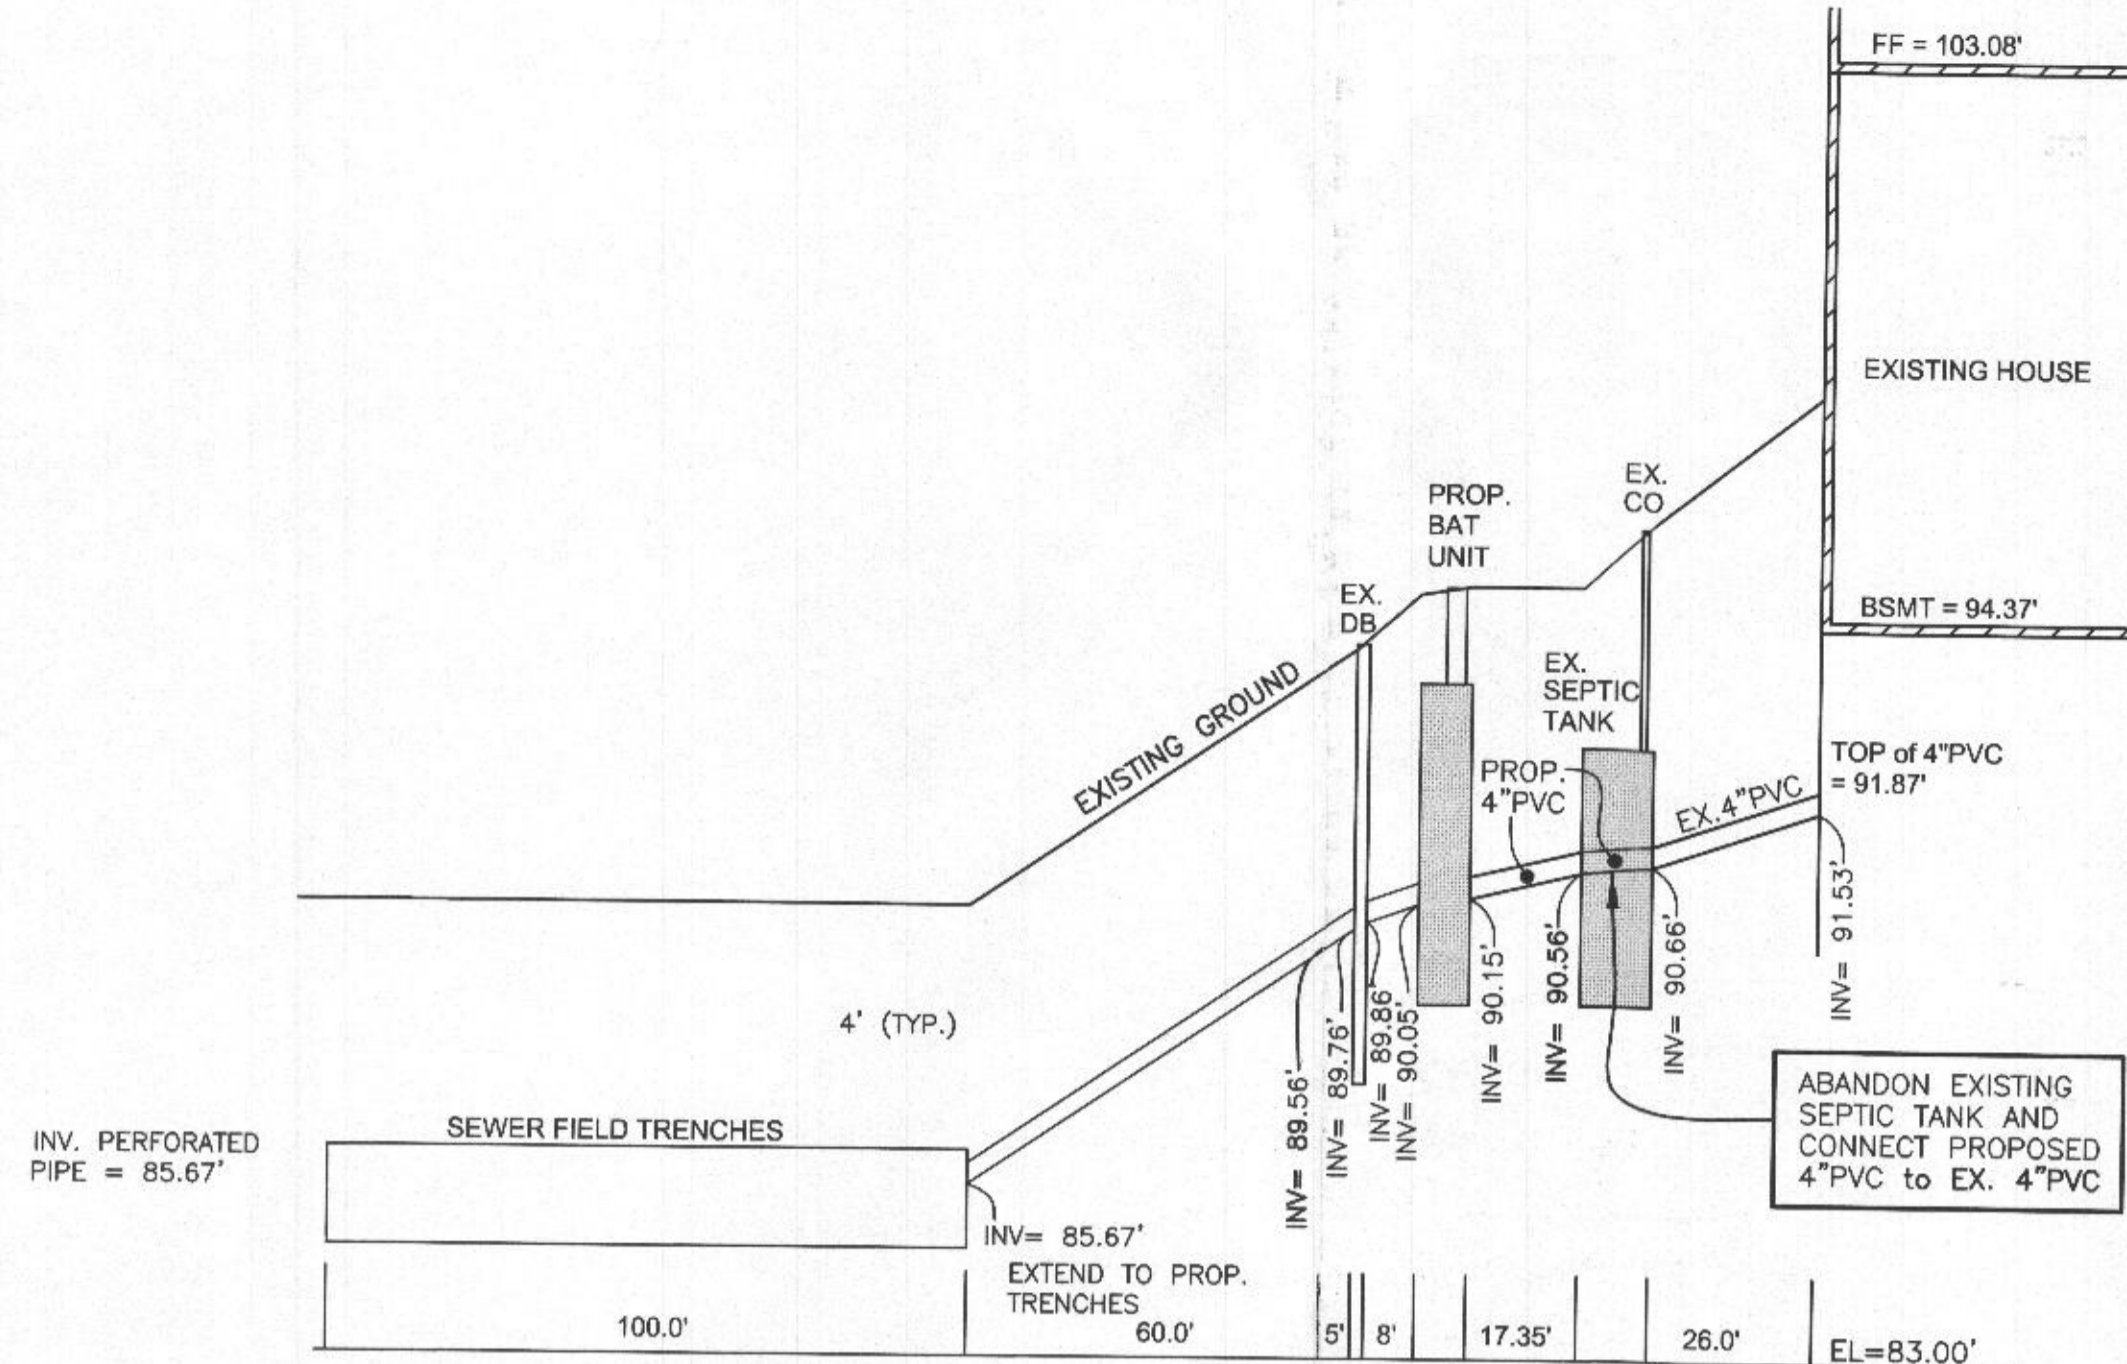 FF = 103.08'
EXISTING HOUSE
EX.
CO
PROP.
BAT
UNIT
EX.
DB
BSMT = 94.37'
EX.
SEPTIC
TANK
EXISTING GROUND
TOP of 4"PVC
= 91.87'
PROP.
4"PVC
EX. 4"PVC
INV= 91.53'
INV= 90.66'
INV= 90.56'
INV= 90.15'
INV= 90.05'
INV= 89.86'
INV= 89.76'
INV= 89.56'
4' (TYP.)
ABANDON EXISTING
SEPTIC TANK AND
CONNECT PROPOSED
4"PVC to EX. 4"PVC
SEWER FIELD TRENCHES
INV. PERFORATED
PIPE = 85.67'
INV= 85.67'
EXTEND TO PROP.
TRENCHES
100.0'
60.0'
5'
8'
17.35'
26.0'
EL=83.00'